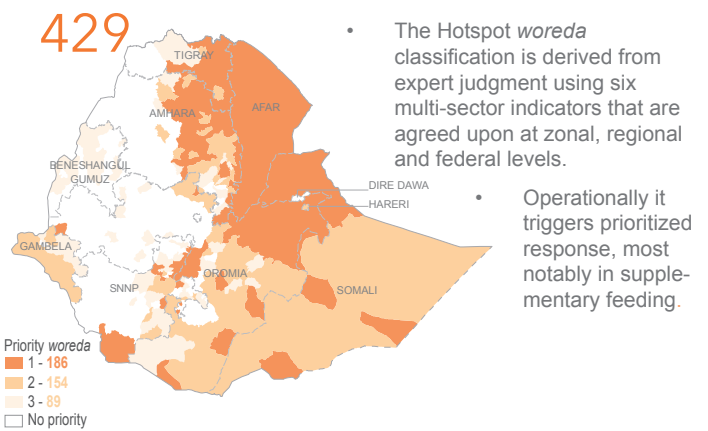 429
• The Hotspot woreda
classification is derived from
expert judgment using six
multi-sector indicators that are
agreed upon at zonal, regional
and federal levels.
• Operationally it
triggers prioritized
response, most
notably in supple-
mentary feeding.
TIGRAY
AMHARA
AFAR
BENESHANGUL
GUMUZ
DIRE DAWA
HARERI
GAMBELA
SNNP
OROMIA
SOMALI
Priority woreda
1 - 186
2 - 154
3 - 89
No priority